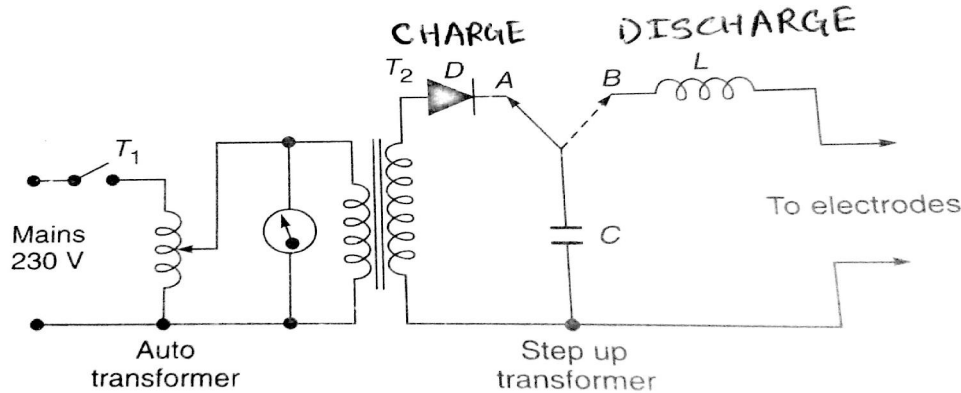 CHARGE
DISCHARGE
T2
D
A
B
L
T1
Mains
230 V
C
To electrodes
Auto
transformer
Step up
transformer